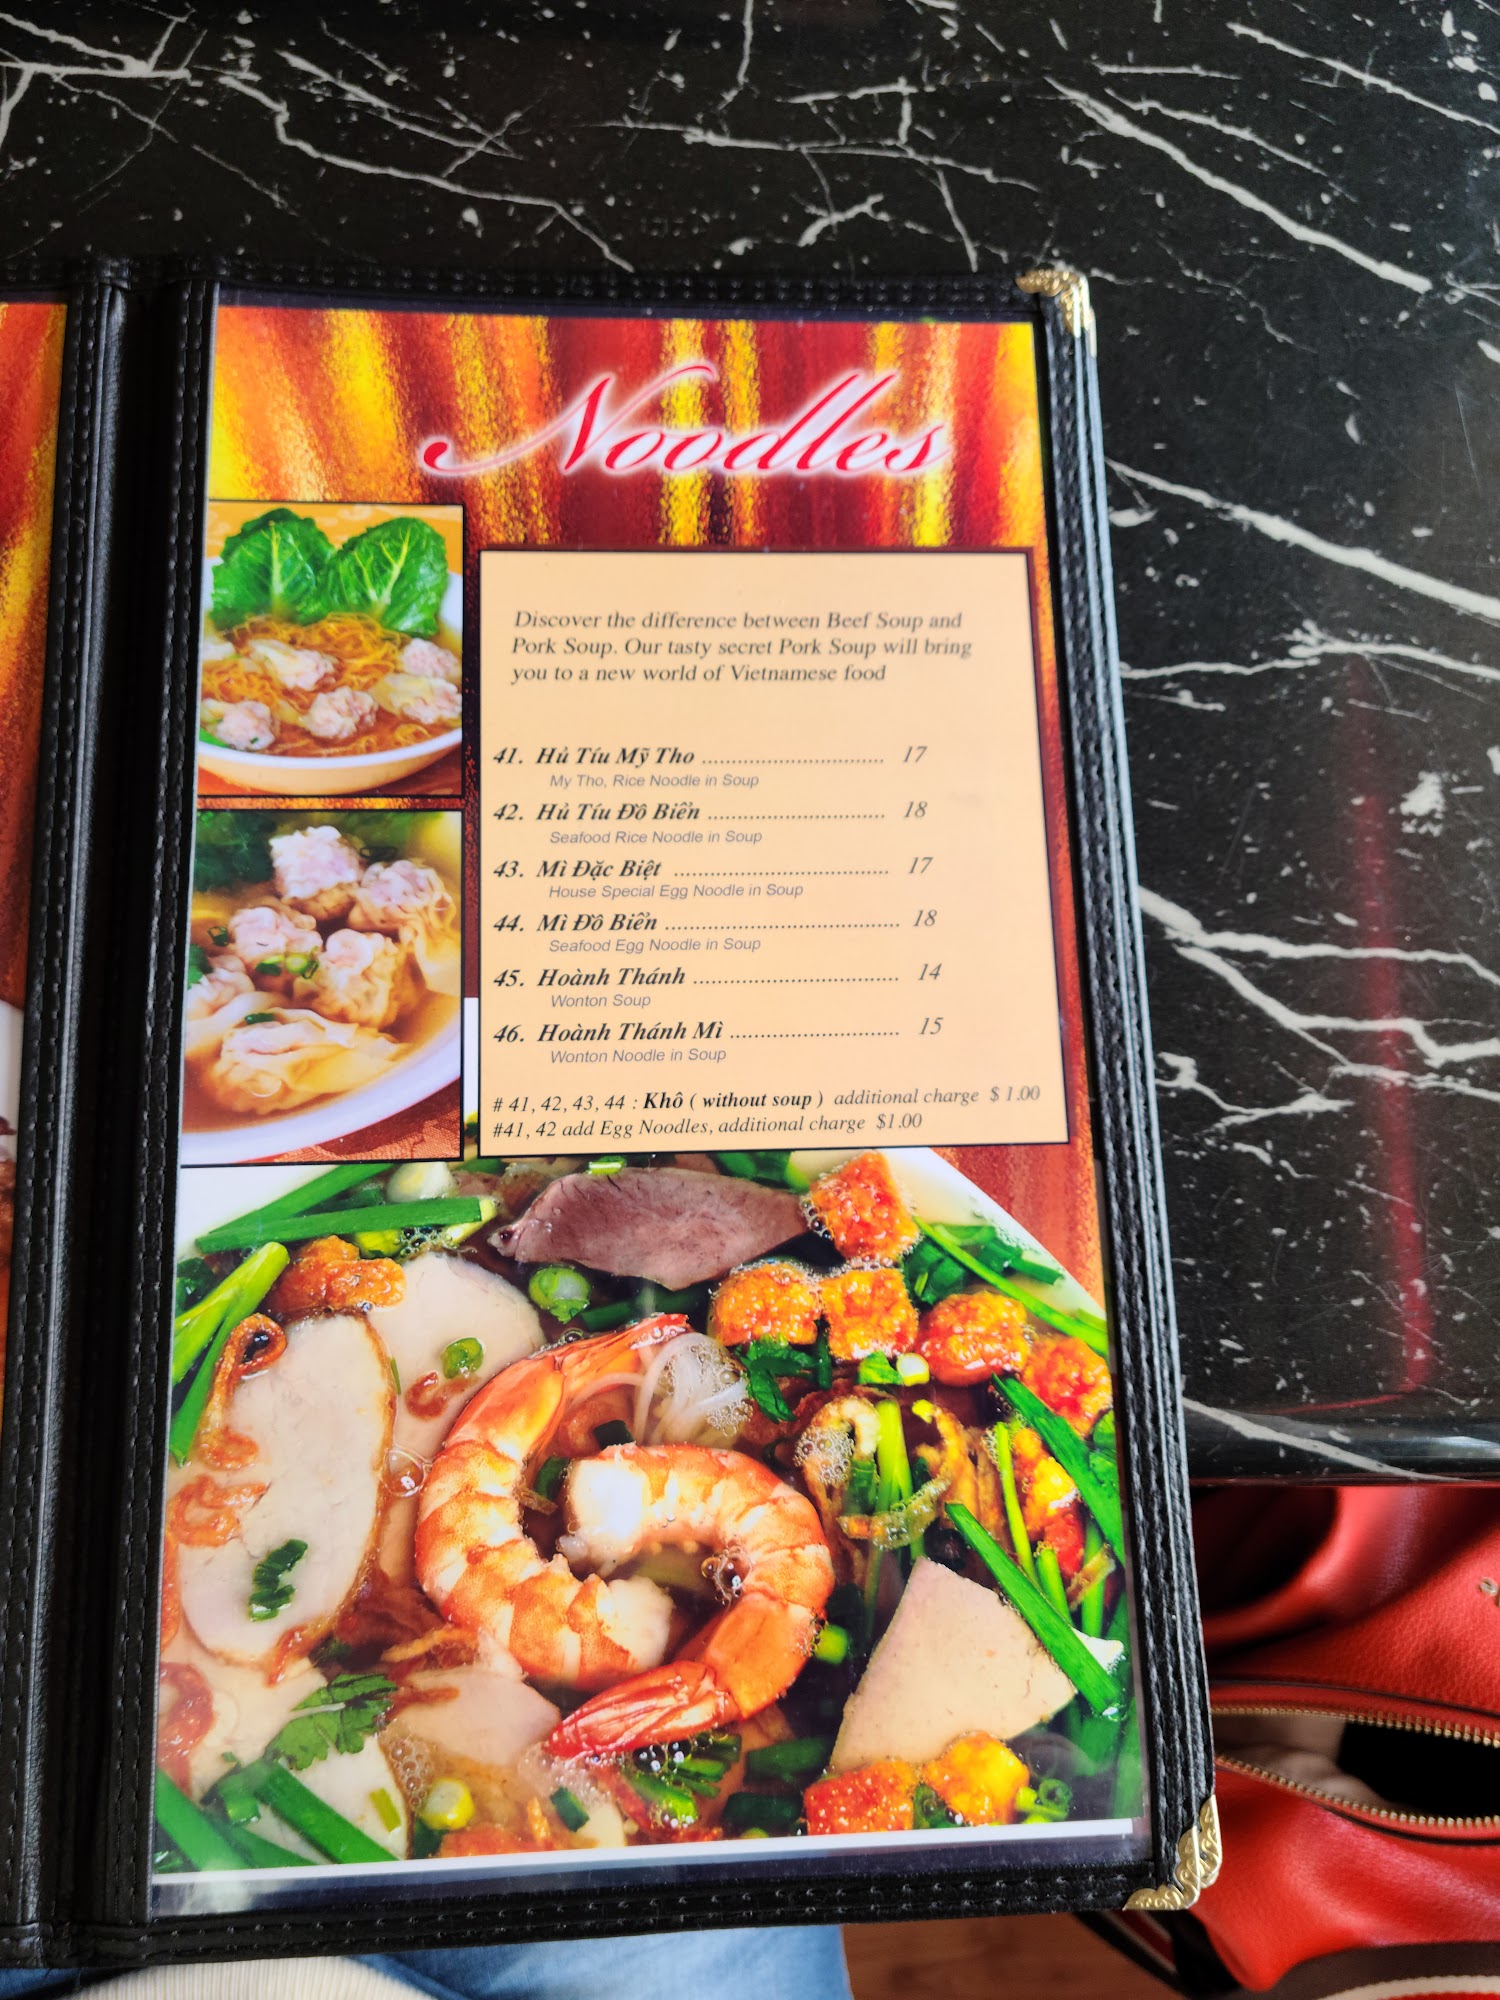 Noodles
Discover the difference between Beef Soup and
Pork Soup. Our tasty secret Pork Soup will bring
you to a new world of Vietnamese food
41. Hủ Tíu Mỹ Tho ................................ 17
My Tho, Rice Noodle in Soup
42. Hủ Tíu Đồ Biển ............................... 18
Seafood Rice Noodle in Soup
43. Mì Đặc Biệt ..................................... 17
House Special Egg Noodle in Soup
44. Mì Đồ Biển ......................................... 18
Seafood Egg Noodle in Soup
45. Hoành Thánh .................................... 14
Wonton Soup
46. Hoành Thánh Mì .............................. 15
Wonton Noodle in Soup
# 41, 42, 43, 44 : Khô ( without soup ) additional charge $ 1.00
#41, 42 add Egg Noodles, additional charge $1.00